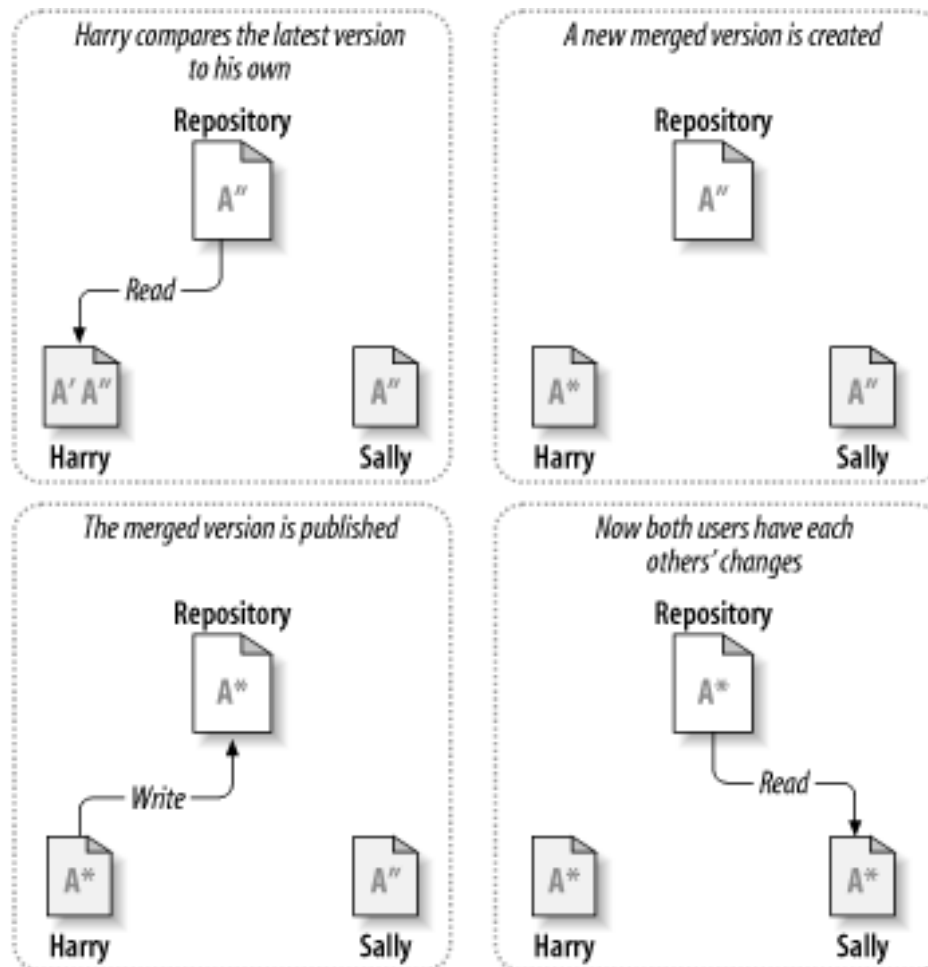 Harry compares the latest version
to his own
Repository
A″
Read
A′ A″
A″
Harry
Sally
A new merged version is created
Repository
A″
A*
A″
Harry
Sally
The merged version is published
Repository
A*
Write
A*
A″
Harry
Sally
Now both users have each
others’ changes
Repository
A*
Read
A*
A*
Harry
Sally